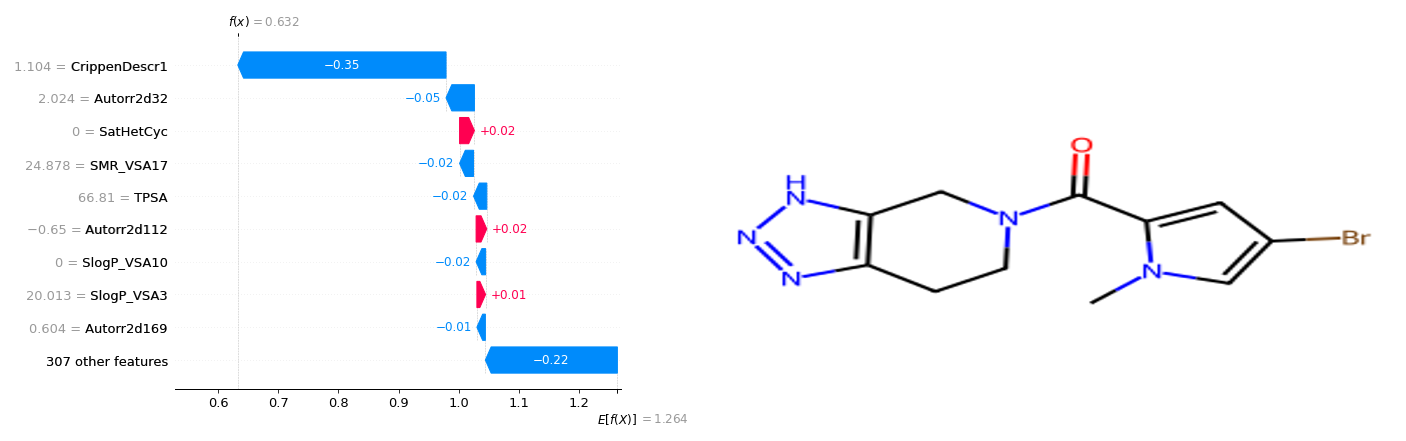 f(x) = 0.632
1.104 = CrippenDescr1
−0.35
2.024 = Autorr2d32
−0.05
0 = SatHetCyc
+0.02
24.878 = SMR_VSA17
−0.02
66.81 = TPSA
−0.02
−0.65 = Autorr2d112
+0.02
0 = SlogP_VSA10
−0.02
20.013 = SlogP_VSA3
+0.01
0.604 = Autorr2d169
−0.01
307 other features
−0.22
0.6 0.7 0.8 0.9 1.0 1.1 1.2
E[f(X)] = 1.264
O
H
N
N
N
N
N
Br